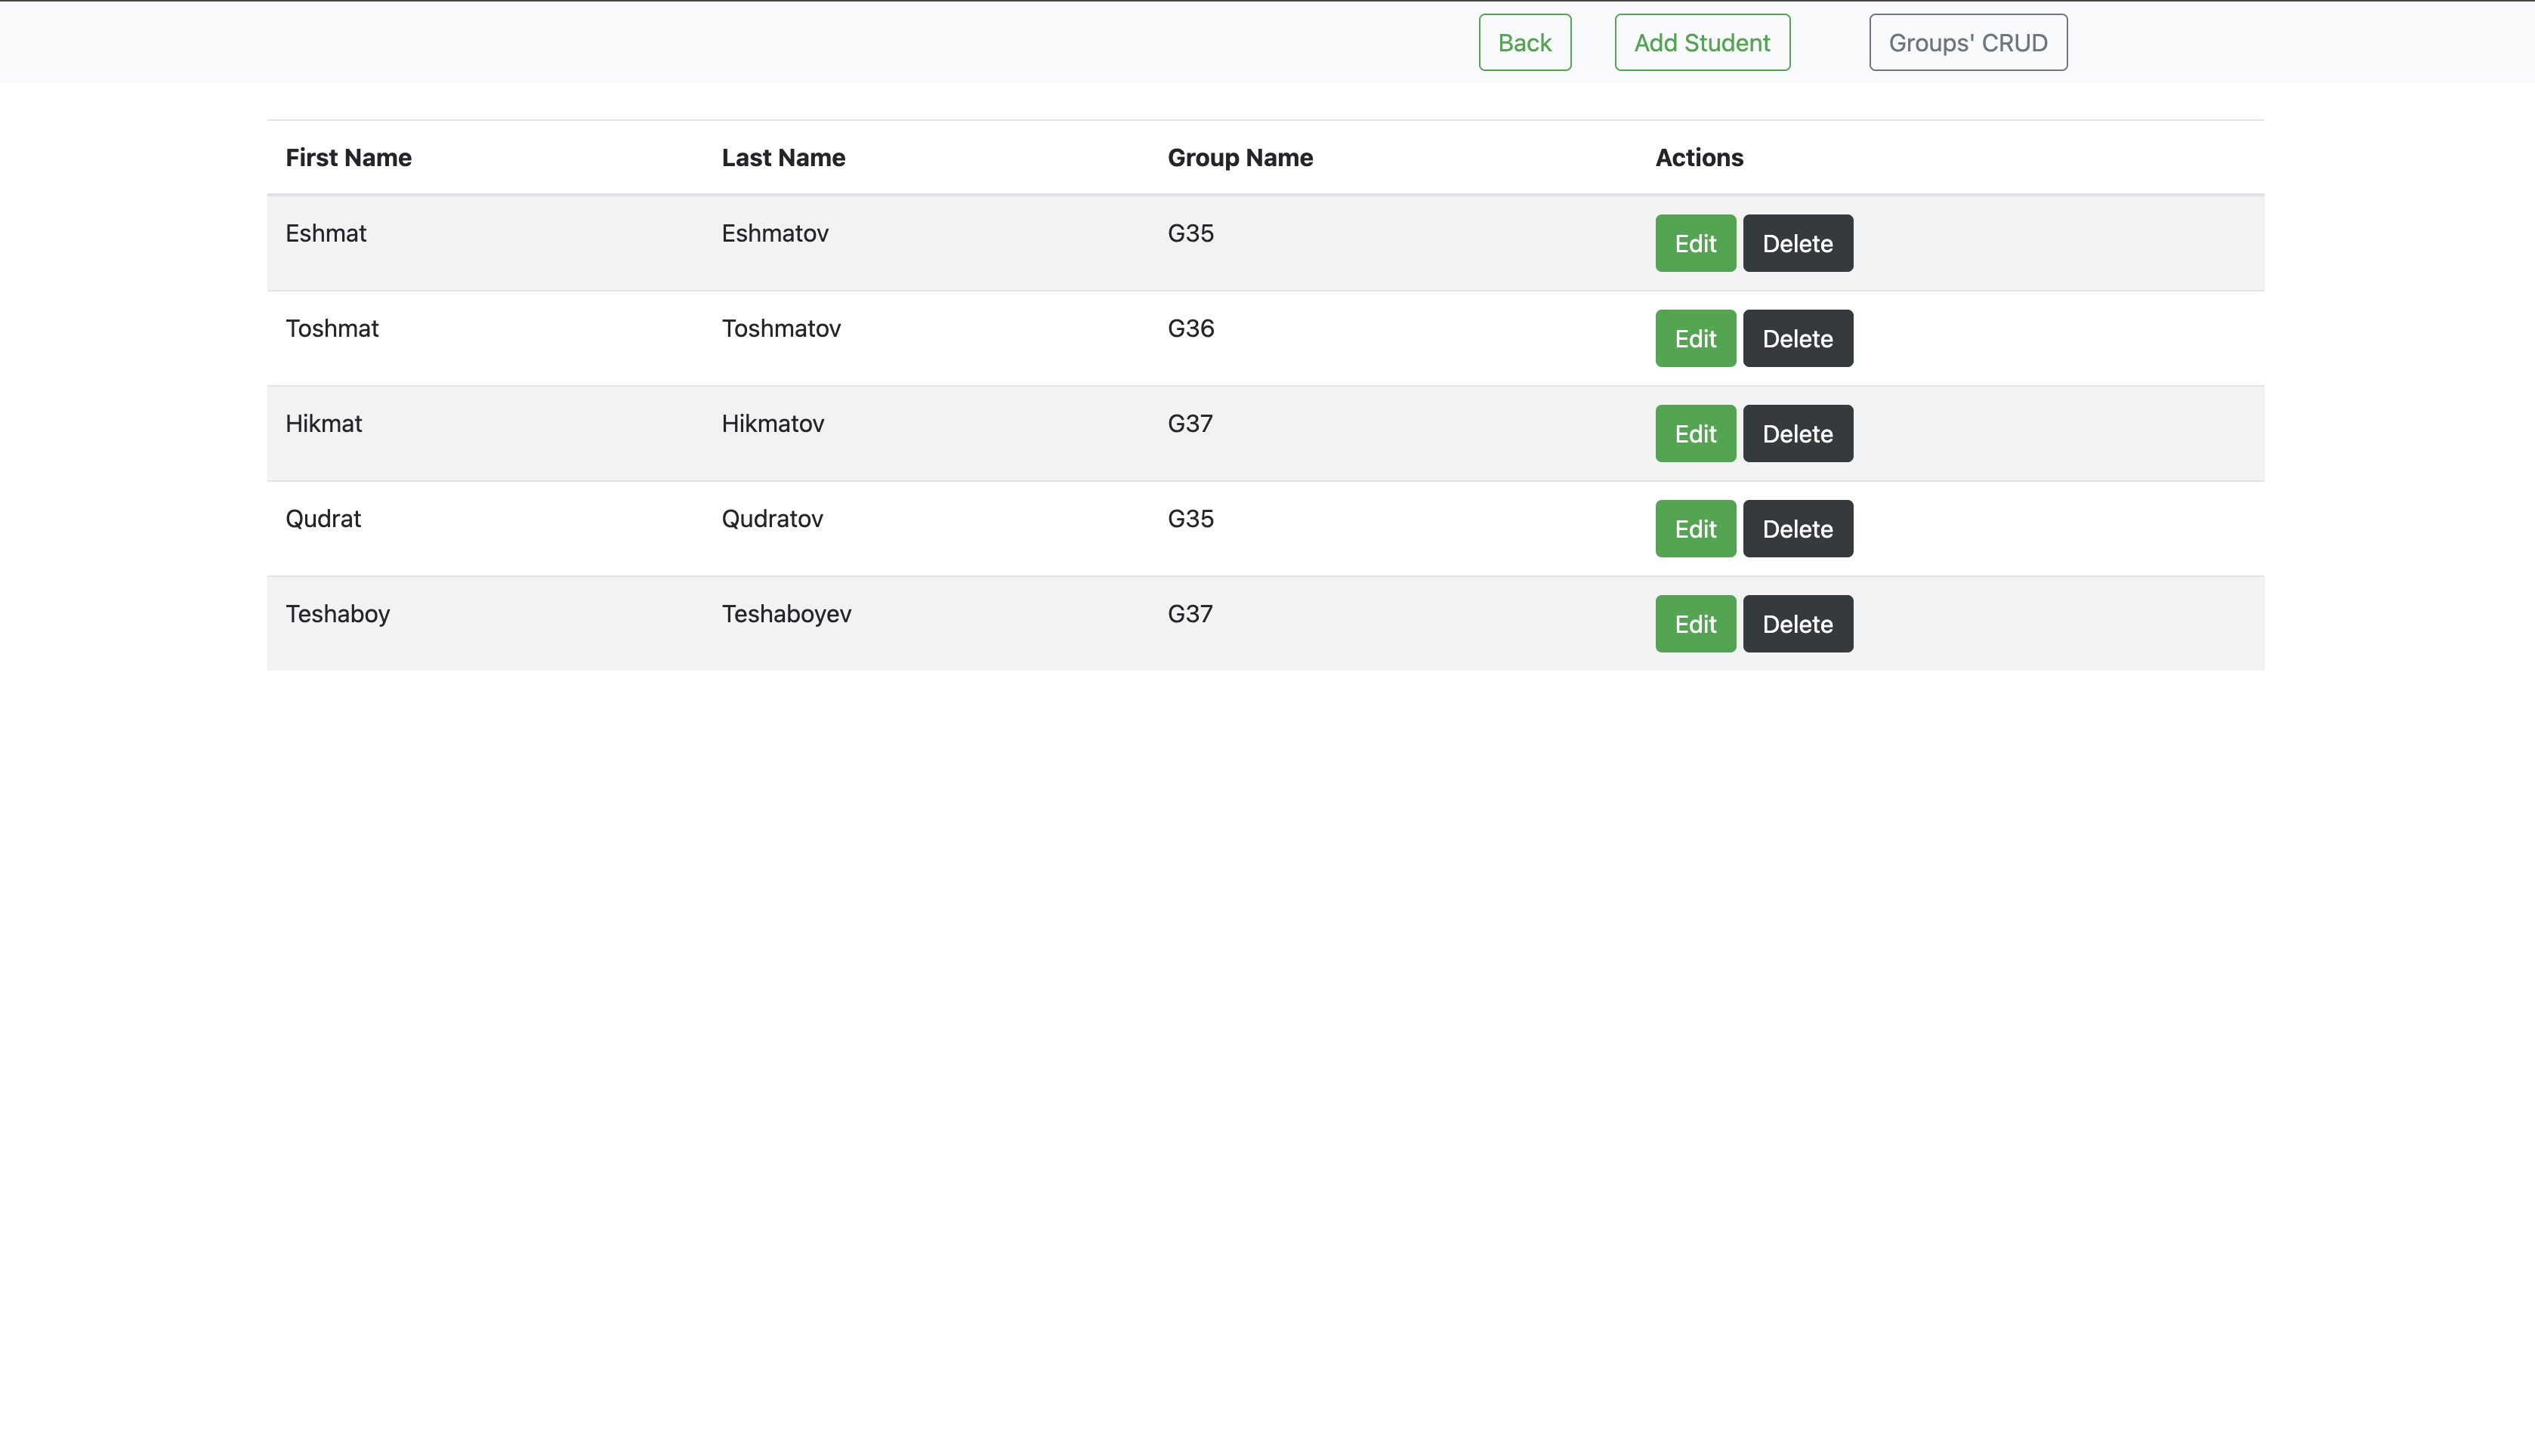 Back Add Student Groups' CRUD
First Name Last Name Group Name Actions
Eshmat Eshmatov G35 Edit Delete
Toshmat Toshmatov G36 Edit Delete
Hikmat Hikmatov G37 Edit Delete
Qudrat Qudratov G35 Edit Delete
Teshaboy Teshaboyev G37 Edit Delete